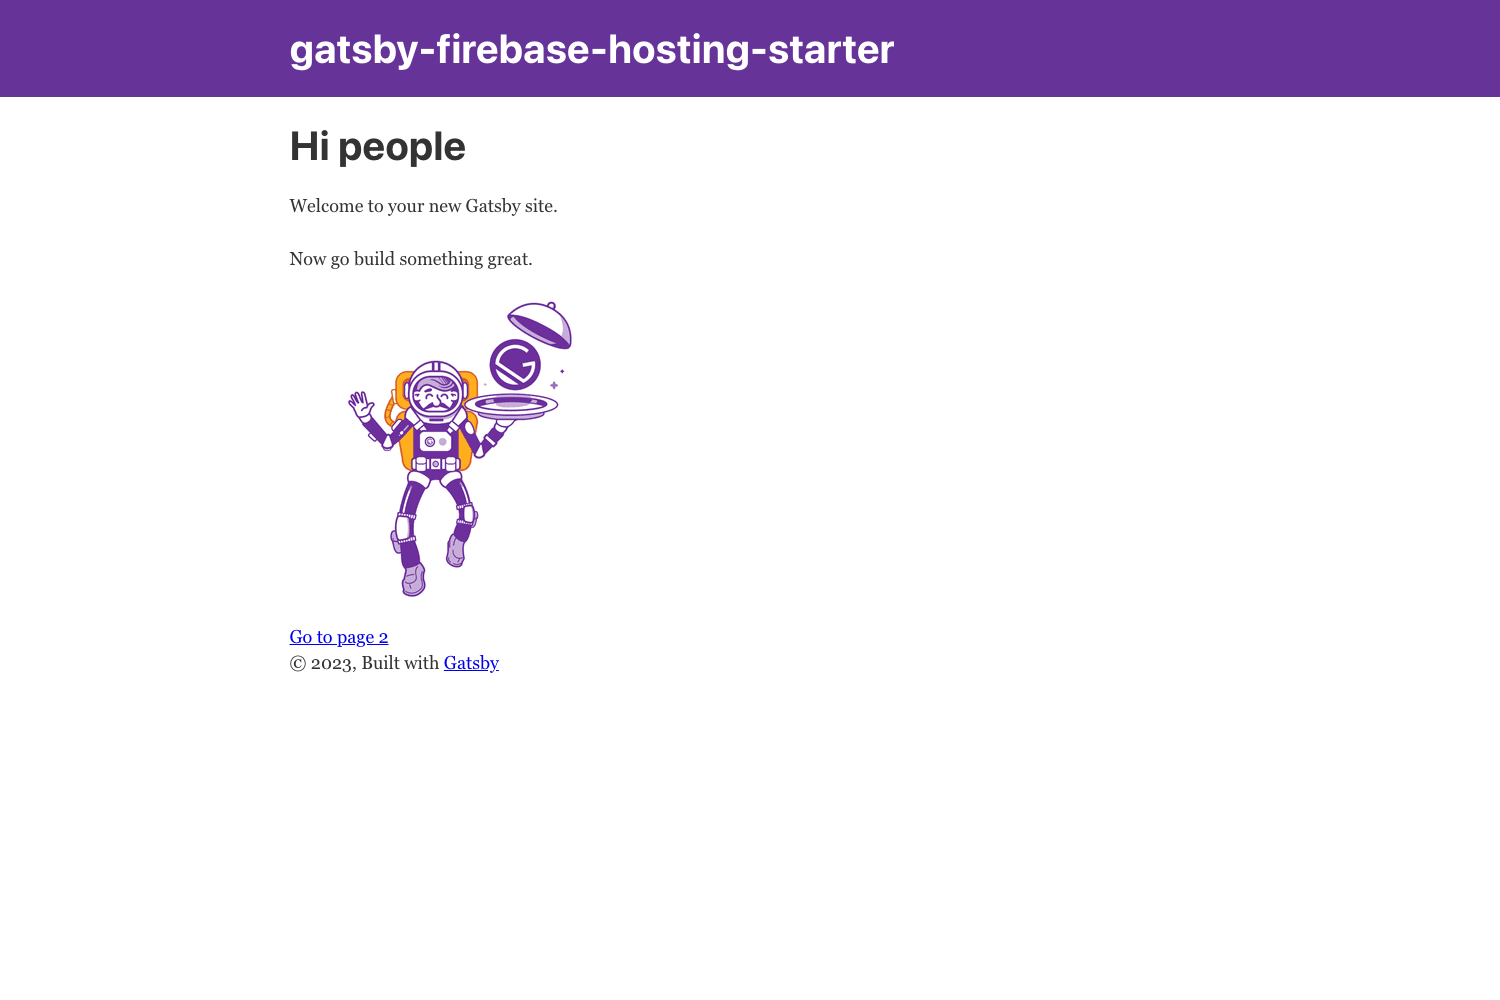 gatsby-firebase-hosting-starter
Hi people
Welcome to your new Gatsby site.
Now go build something great.
Go to page 2
© 2023, Built with Gatsby